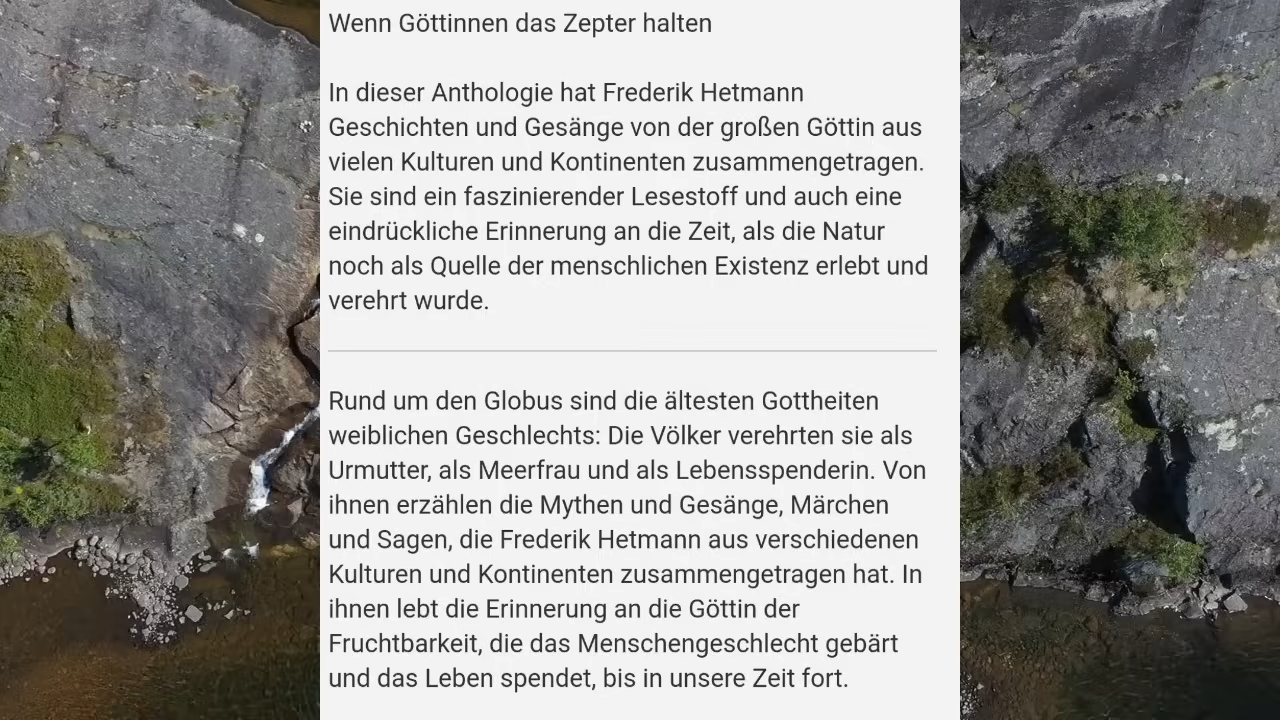 Wenn Göttinnen das Zepter halten
In dieser Anthologie hat Frederik Hetmann
Geschichten und Gesänge von der großen Göttin aus
vielen Kulturen und Kontinenten zusammengetragen.
Sie sind ein faszinierender Lesestoff und auch eine
eindrückliche Erinnerung an die Zeit, als die Natur
noch als Quelle der menschlichen Existenz erlebt und
verehrt wurde.
Rund um den Globus sind die ältesten Gottheiten
weiblichen Geschlechts: Die Völker verehrten sie als
Urmutter, als Meerfrau und als Lebensspenderin. Von
ihnen erzählen die Mythen und Gesänge, Märchen
und Sagen, die Frederik Hetmann aus verschiedenen
Kulturen und Kontinenten zusammengetragen hat. In
ihnen lebt die Erinnerung an die Göttin der
Fruchtbarkeit, die das Menschengeschlecht gebärt
und das Leben spendet, bis in unsere Zeit fort.